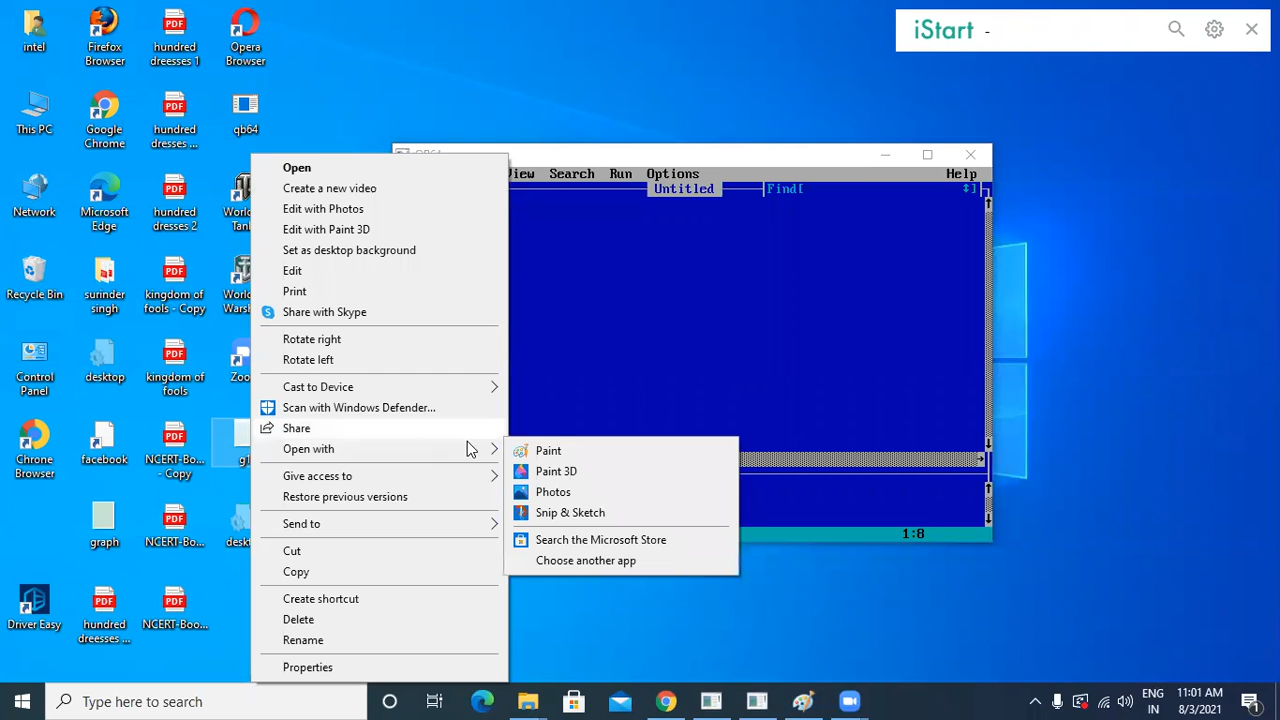 intel
Firefox
Browser
hundred
dreesses 1
Opera
Browser
iStart -
This PC
Google
Chrome
hundred
dresses ...
qb64
Network
Microsoft
Edge
hundred
dresses 2
Recycle Bin
surinder
singh
kingdom of
fools - Copy
Control
Panel
desktop
kingdom of
fools
Zoo
Chrome
Browser
facebook
NCERT-Bo...
- Copy
graph
NCERT-Bo...
Driver Easy
hundred
dreesses ...
NCERT-Boo...
Open
Create a new video
Edit with Photos
Edit with Paint 3D
Set as desktop background
Edit
Print
Share with Skype
Rotate right
Rotate left
Cast to Device
Scan with Windows Defender...
Share
Open with
Give access to
Restore previous versions
Send to
Cut
Copy
Create shortcut
Delete
Rename
Properties
Paint
Paint 3D
Photos
Snip & Sketch
Search the Microsoft Store
Choose another app
View Search Run Options Help
Untitled Find[
1:8
Type here to search
ENG
IN
11:01 AM
8/3/2021
1